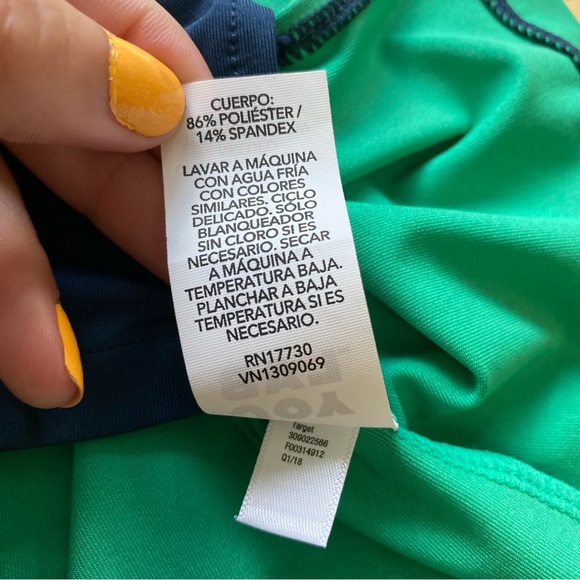 CUERPO:
86% POLIÉSTER /
14% SPANDEX
LAVAR A MÁQUINA
CON AGUA FRÍA
CON COLORES
SIMILARES. CICLO
DELICADO. SÓLO
BLANQUEADOR
SIN CLORO SI ES
NECESARIO. SECAR
A MÁQUINA A
TEMPERATURA BAJA.
PLANCHAR A BAJA
TEMPERATURA SI ES
NECESARIO.
RN17730
VN1309069
Target
309022566
F00314912
Q1/18